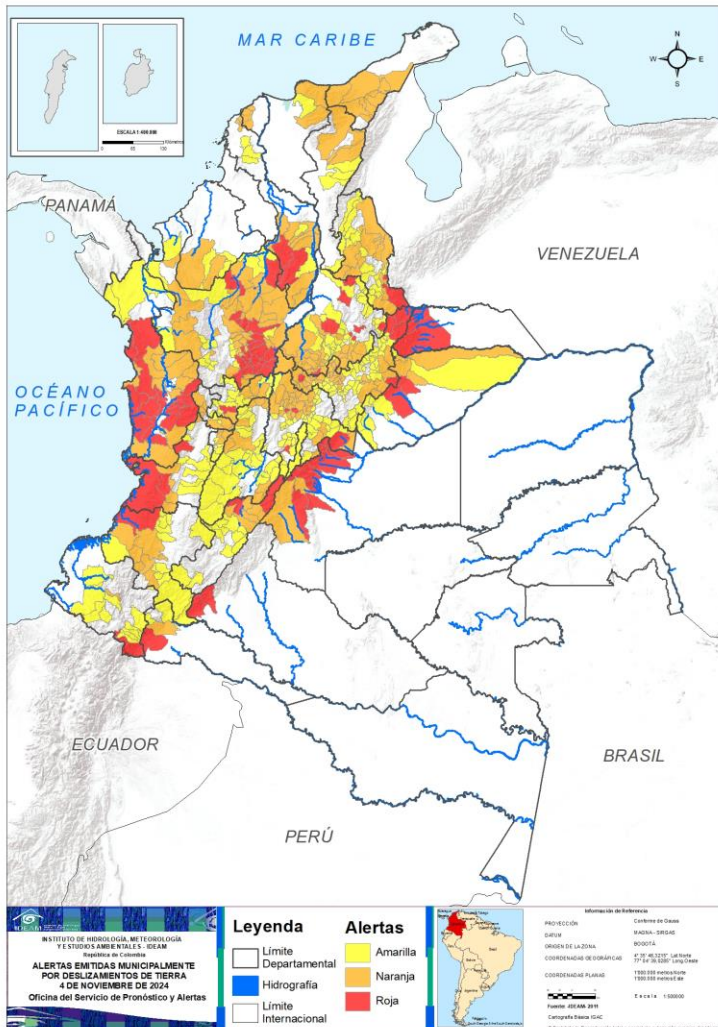 MAR CARIBE
N
W
E
S
ESCALA 1:400.000
PANAMÁ
VENEZUELA
OCÉANO
PACÍFICO
ECUADOR
BRASIL
PERÚ
IDEAM
INSTITUTO DE HIDROLOGÍA, METEOROLOGÍA
Y ESTUDIOS AMBIENTALES - IDEAM
República de Colombia
ALERTAS EMITIDAS MUNICIPALMENTE
POR DESLIZAMIENTOS DE TIERRA
4 DE NOVIEMBRE DE 2024
Oficina del Servicio de Pronóstico y Alertas
Leyenda
Límite
Departamental
Hidrografía
Límite
Internacional
Alertas
Amarilla
Naranja
Roja
Información de Referencia
PROYECCIÓN Conforme de Gauss
DATUM MAGNA - SIRGAS
ORIGEN DE LA ZONA BOGOTÁ
COORDENADAS GEOGRÁFICAS
COORDENADAS PLANAS
Escala
Fuente: IDEAM- 2011
Cartografía Básica IGAC